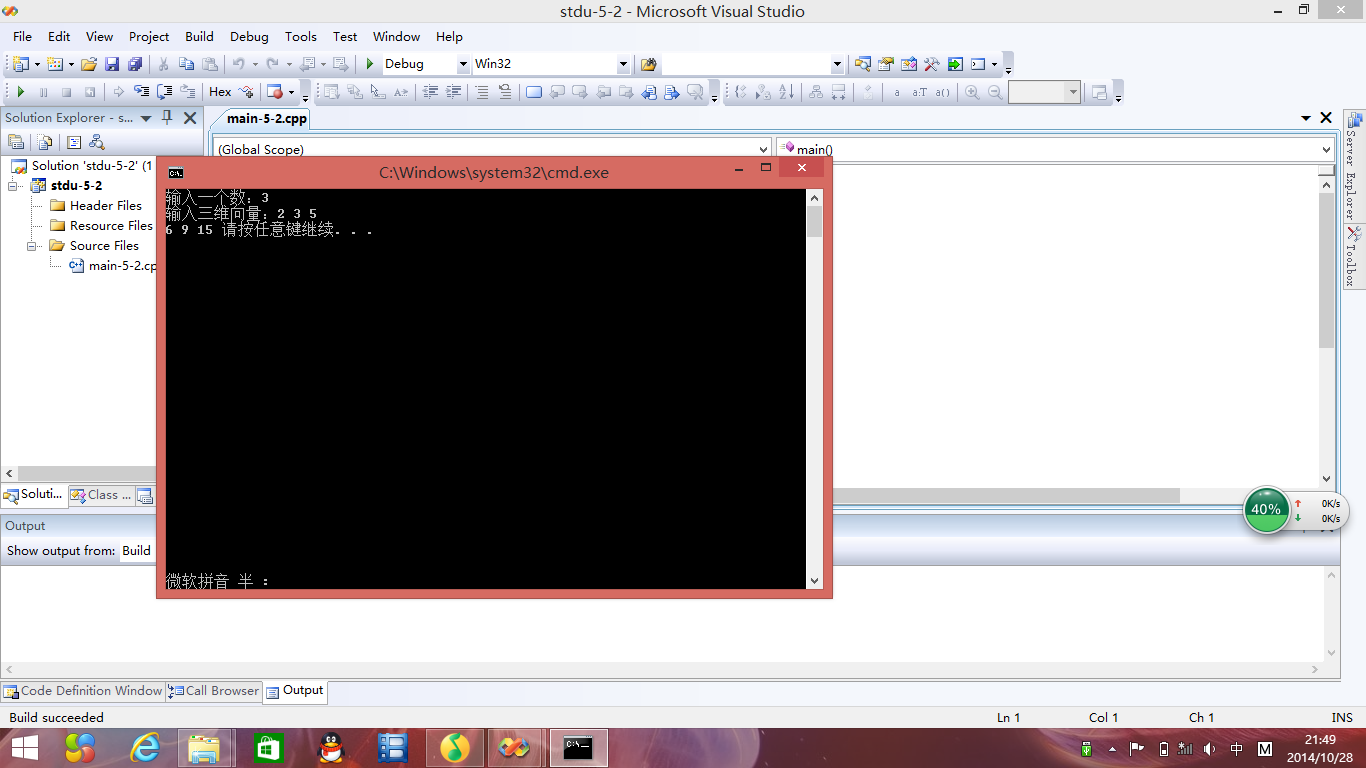 stdu-5-2 - Microsoft Visual Studio
File Edit View Project Build Debug Tools Test Window Help
Debug Win32
Hex
Solution Explorer - s...
main-5-2.cpp
(Global Scope)
main()
Solution 'stdu-5-2' (1
stdu-5-2
Header Files
Resource Files
Source Files
main-5-2.cp
C:\Windows\system32\cmd.exe
输入一个数：3
输入三维向量：2 3 5
6 9 15 请按任意键继续. . .
微软拼音 半 ：
Server Explorer
Toolbox
Soluti... Class ...
40%
0K/s
0K/s
Output
Show output from: Build
Code Definition Window Call Browser Output
Build succeeded Ln 1 Col 1 Ch 1 INS
中 M
21:49
2014/10/28